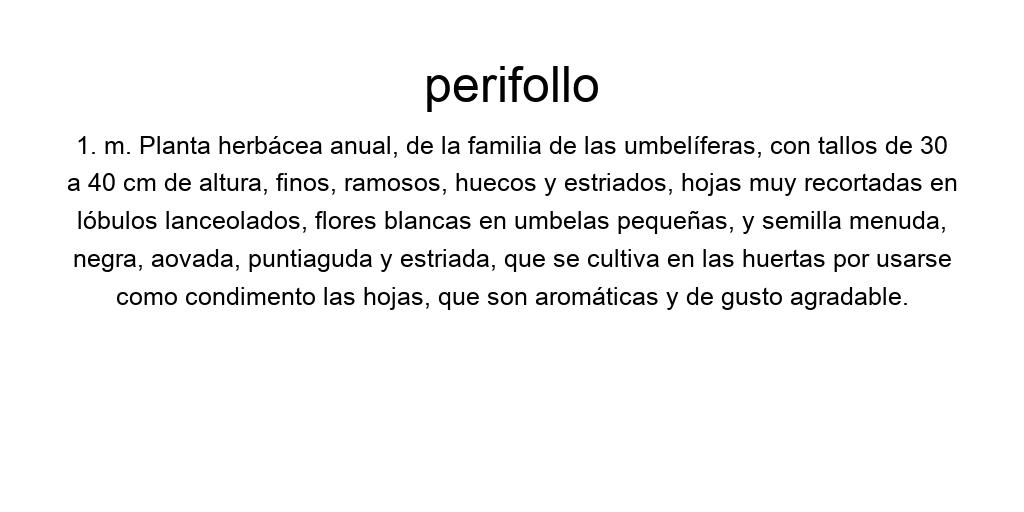 perifollo
1. m. Planta herbácea anual, de la familia de las umbelíferas, con tallos de 30
a 40 cm de altura, finos, ramosos, huecos y estriados, hojas muy recortadas en
lóbulos lanceolados, flores blancas en umbelas pequeñas, y semilla menuda,
negra, aovada, puntiaguda y estriada, que se cultiva en las huertas por usarse
como condimento las hojas, que son aromáticas y de gusto agradable.